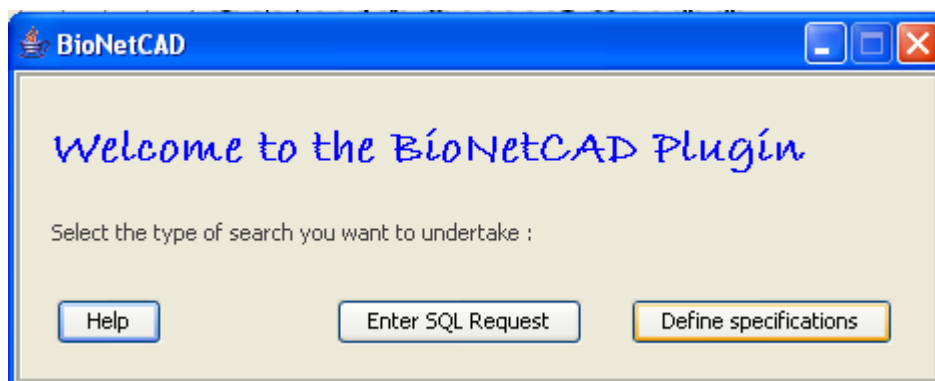 BioNetCAD
Welcome to the BioNetCAD Plugin
Select the type of search you want to undertake :
Help Enter SQL Request Define specifications